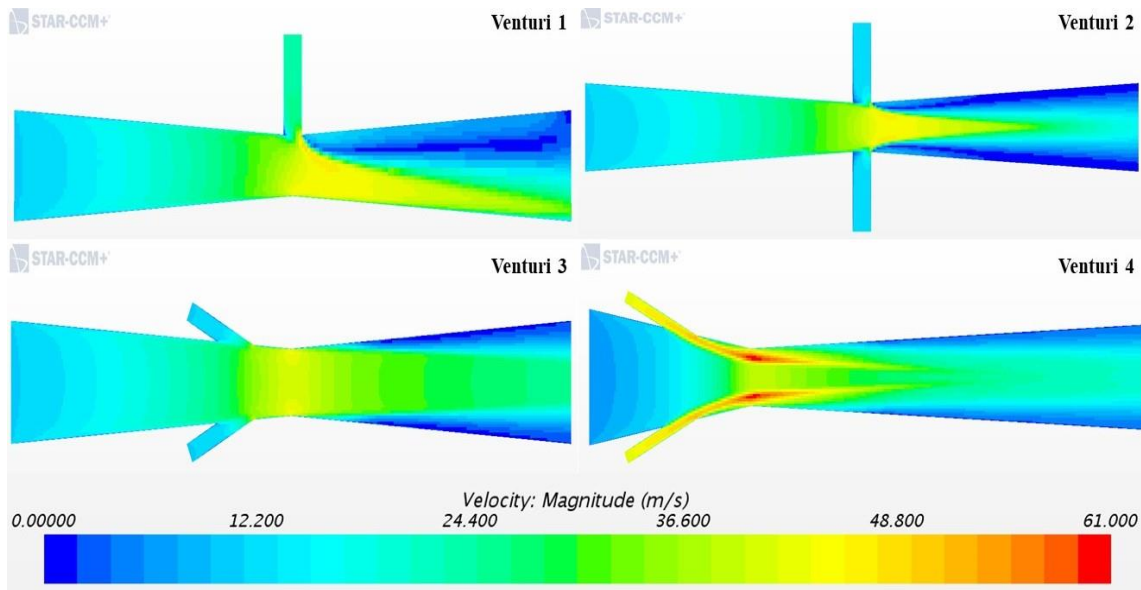 STAR-CCM+
Venturi 1
STAR-CCM+
Venturi 2
STAR-CCM+
Venturi 3
STAR-CCM+
Venturi 4
Velocity: Magnitude (m/s)
0.00000 12.200 24.400 36.600 48.800 61.000